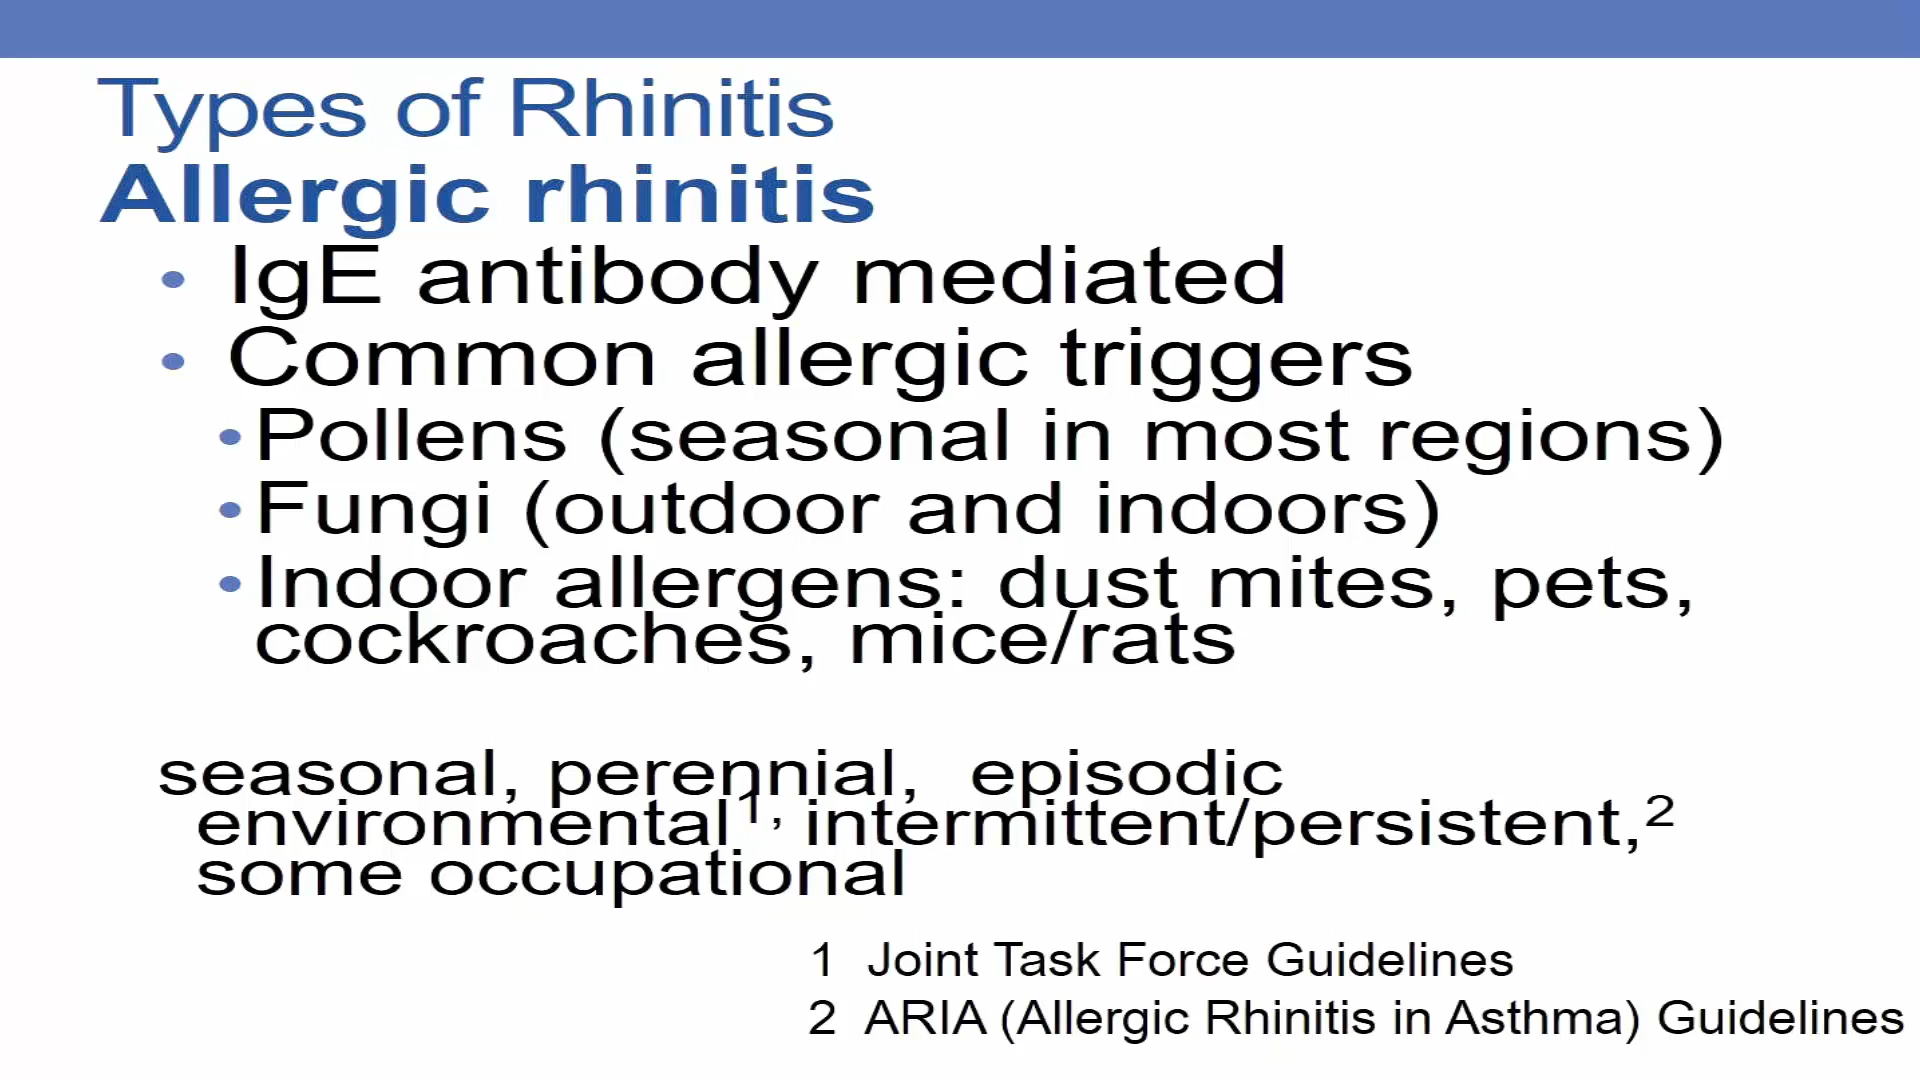 Types of Rhinitis
Allergic rhinitis
• IgE antibody mediated
• Common allergic triggers
• Pollens (seasonal in most regions)
• Fungi (outdoor and indoors)
• Indoor allergens: dust mites, pets,
cockroaches, mice/rats
seasonal, perennial, episodic
environmental¹, intermittent/persistent,²
some occupational
1 Joint Task Force Guidelines
2 ARIA (Allergic Rhinitis in Asthma) Guidelines